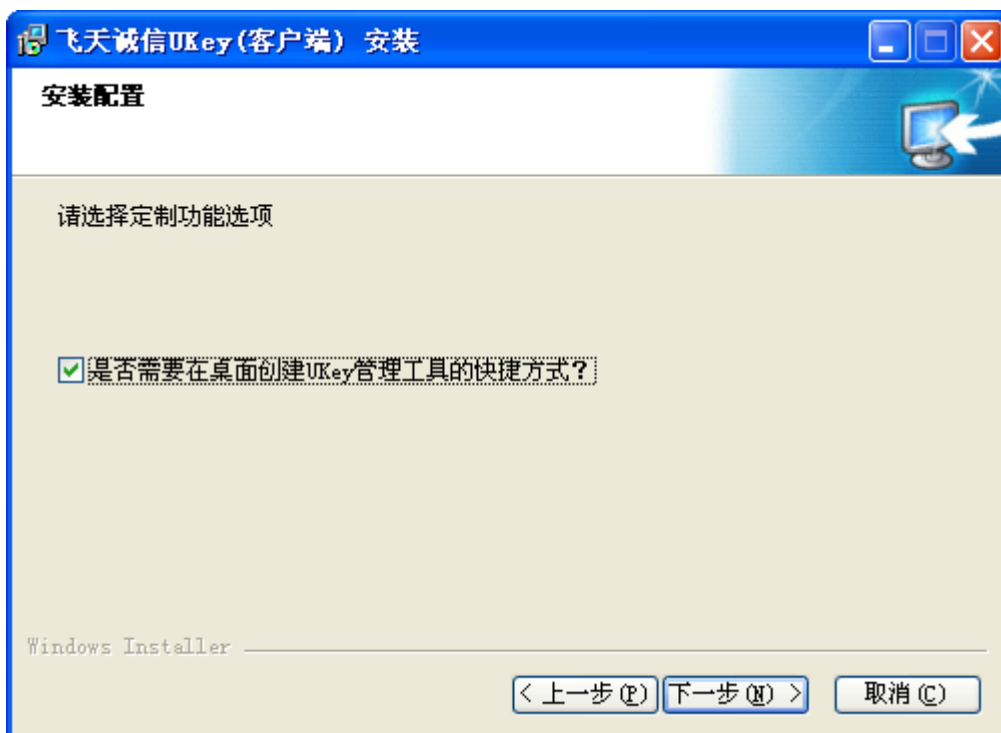 飞天诚信UKey(客户端) 安装
安装配置
请选择定制功能选项
是否需要在桌面创建UKey管理工具的快捷方式?
Windows Installer
< 上一步(P) 下一步(N) > 取消(C)